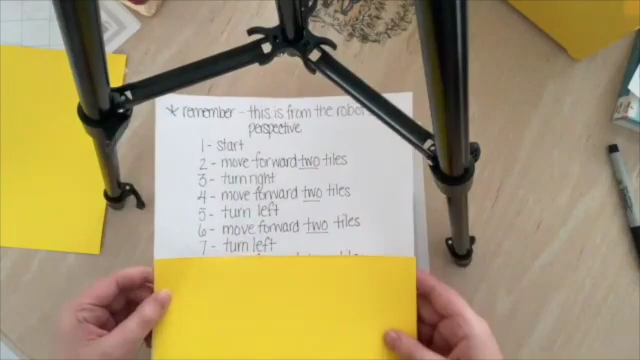 * remember - this is from the robot
perspective
1 - start
2 - move forward two tiles
3 - turn right
4 - move forward two tiles
5 - turn left
6 - move forward two tiles
7 - turn left